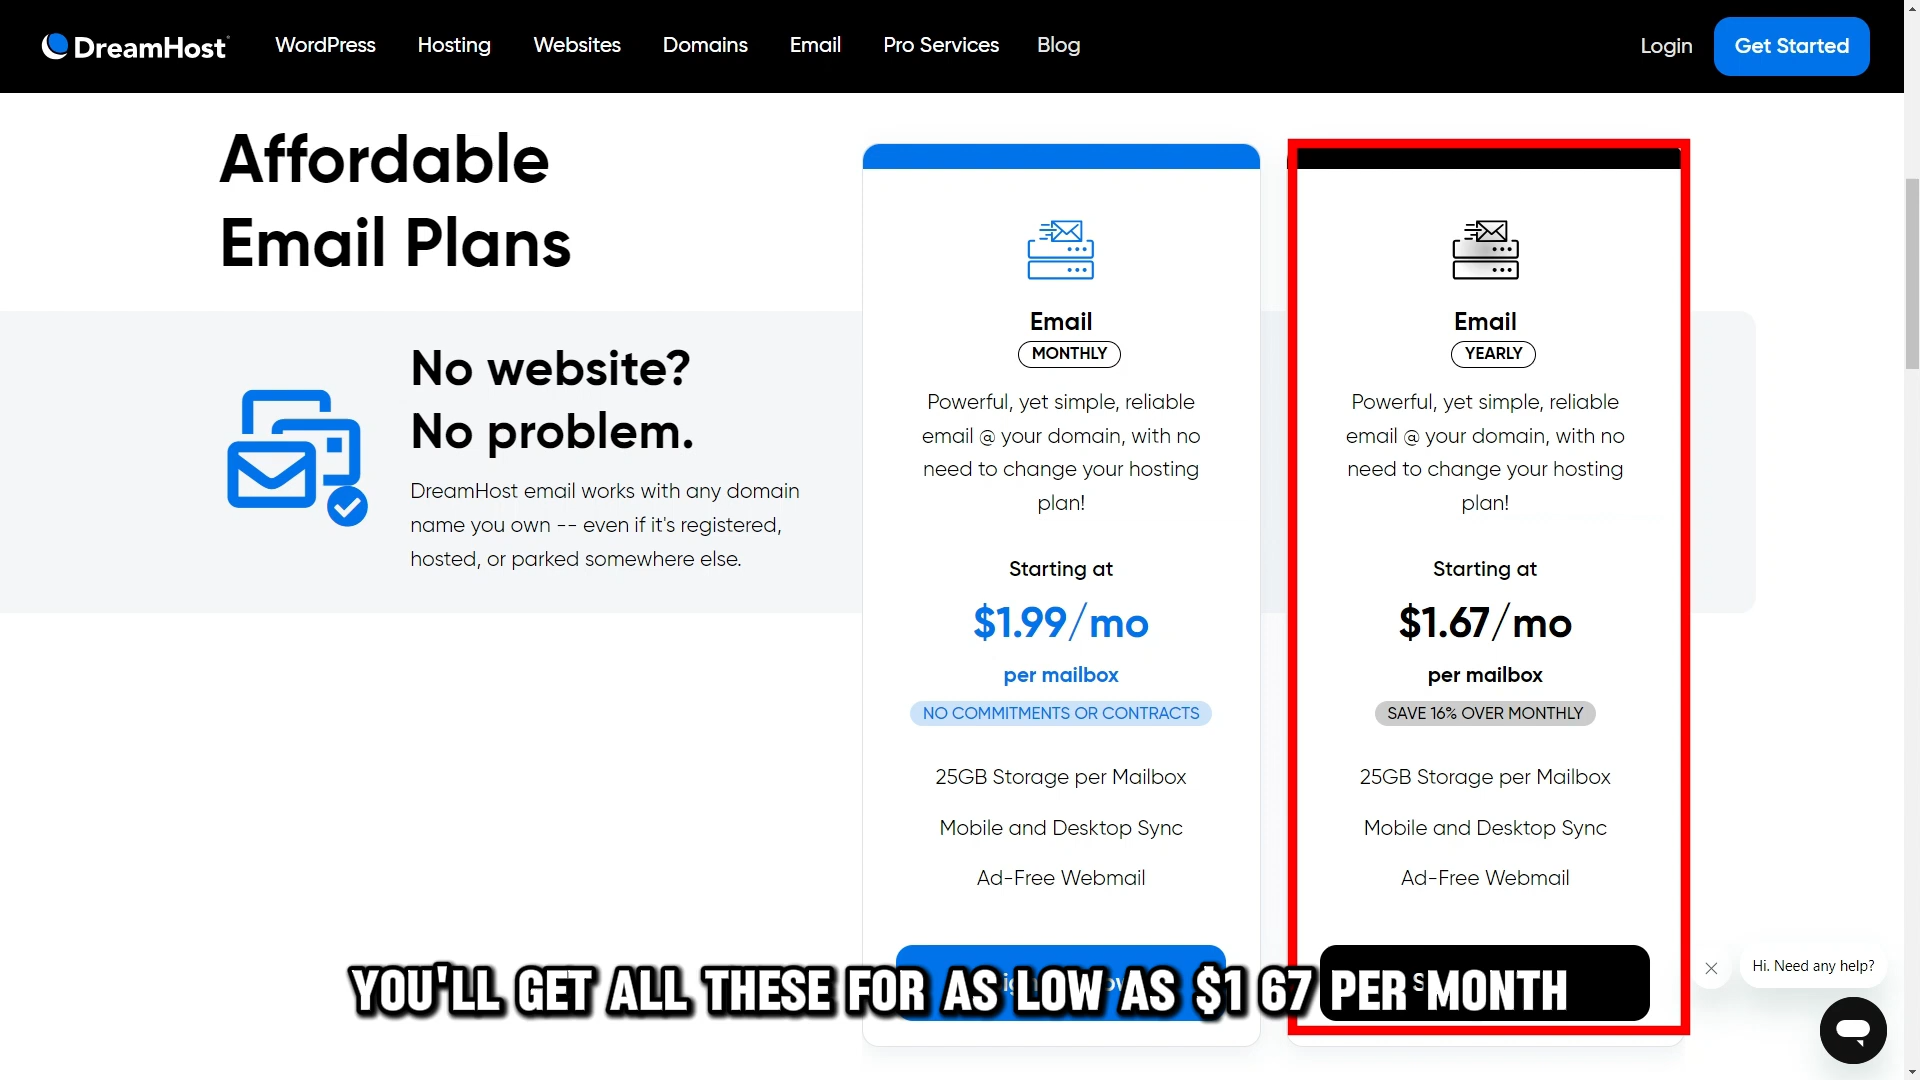 DreamHost
WordPress
Hosting
Websites
Domains
Email
Pro Services
Blog
Login
Get Started
Affordable
Email Plans
No website?
No problem.
DreamHost email works with any domain
name you own -- even if it's registered,
hosted, or parked somewhere else.
Email
MONTHLY
Powerful, yet simple, reliable
email @ your domain, with no
need to change your hosting
plan!
Starting at
$1.99/mo
per mailbox
NO COMMITMENTS OR CONTRACTS
25GB Storage per Mailbox
Mobile and Desktop Sync
Ad-Free Webmail
Email
YEARLY
Powerful, yet simple, reliable
email @ your domain, with no
need to change your hosting
plan!
Starting at
$1.67/mo
per mailbox
SAVE 16% OVER MONTHLY
25GB Storage per Mailbox
Mobile and Desktop Sync
Ad-Free Webmail
YOU'LL GET ALL THESE FOR AS LOW AS $1 67 PER MONTH
Hi. Need any help?